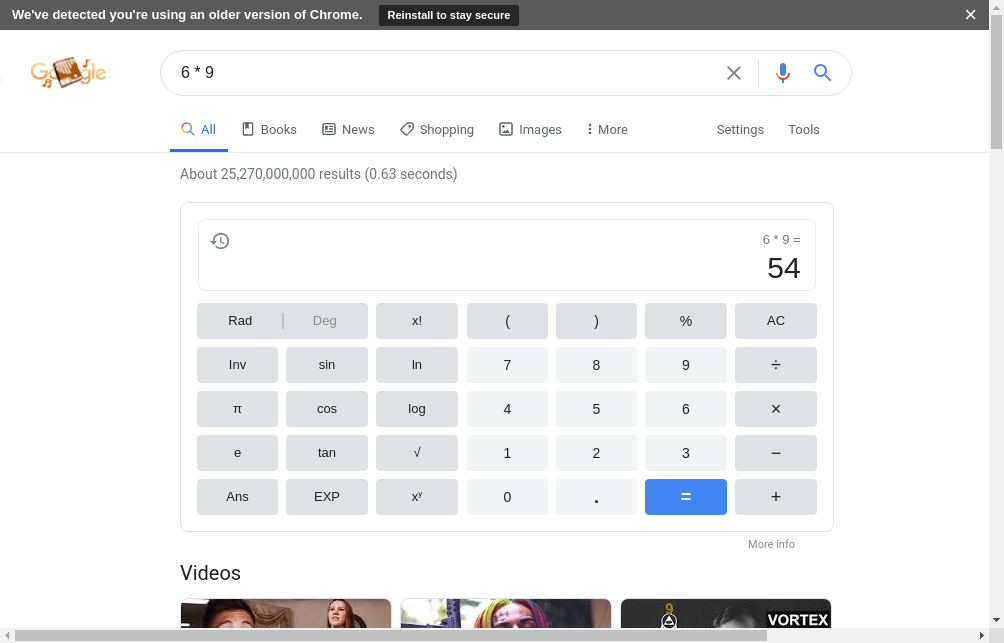 We've detected you're using an older version of Chrome. Reinstall to stay secure
Google
6 * 9
All Books News Shopping Images More Settings Tools
About 25,270,000,000 results (0.63 seconds)
6 * 9 =
54
Rad Deg x! ( ) % AC
Inv sin ln 7 8 9 ÷
π cos log 4 5 6 ×
e tan √ 1 2 3 −
Ans EXP xʸ 0 . = +
More info
Videos
9
VORTEX